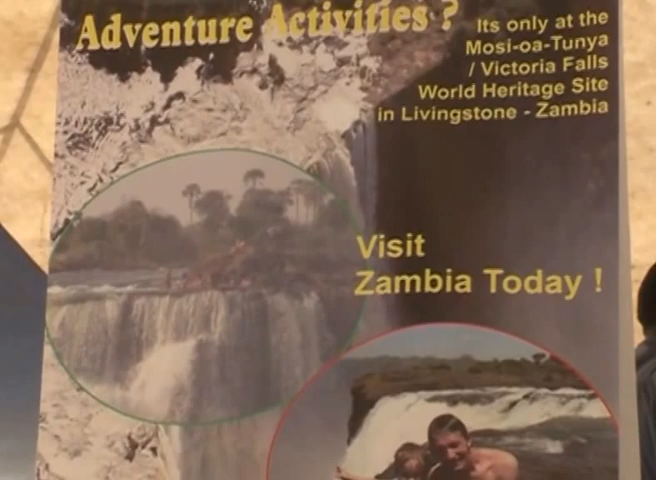 Adventure Activities ?
Its only at the
Mosi-oa-Tunya
/ Victoria Falls
World Heritage Site
in Livingstone - Zambia
Visit
Zambia Today !